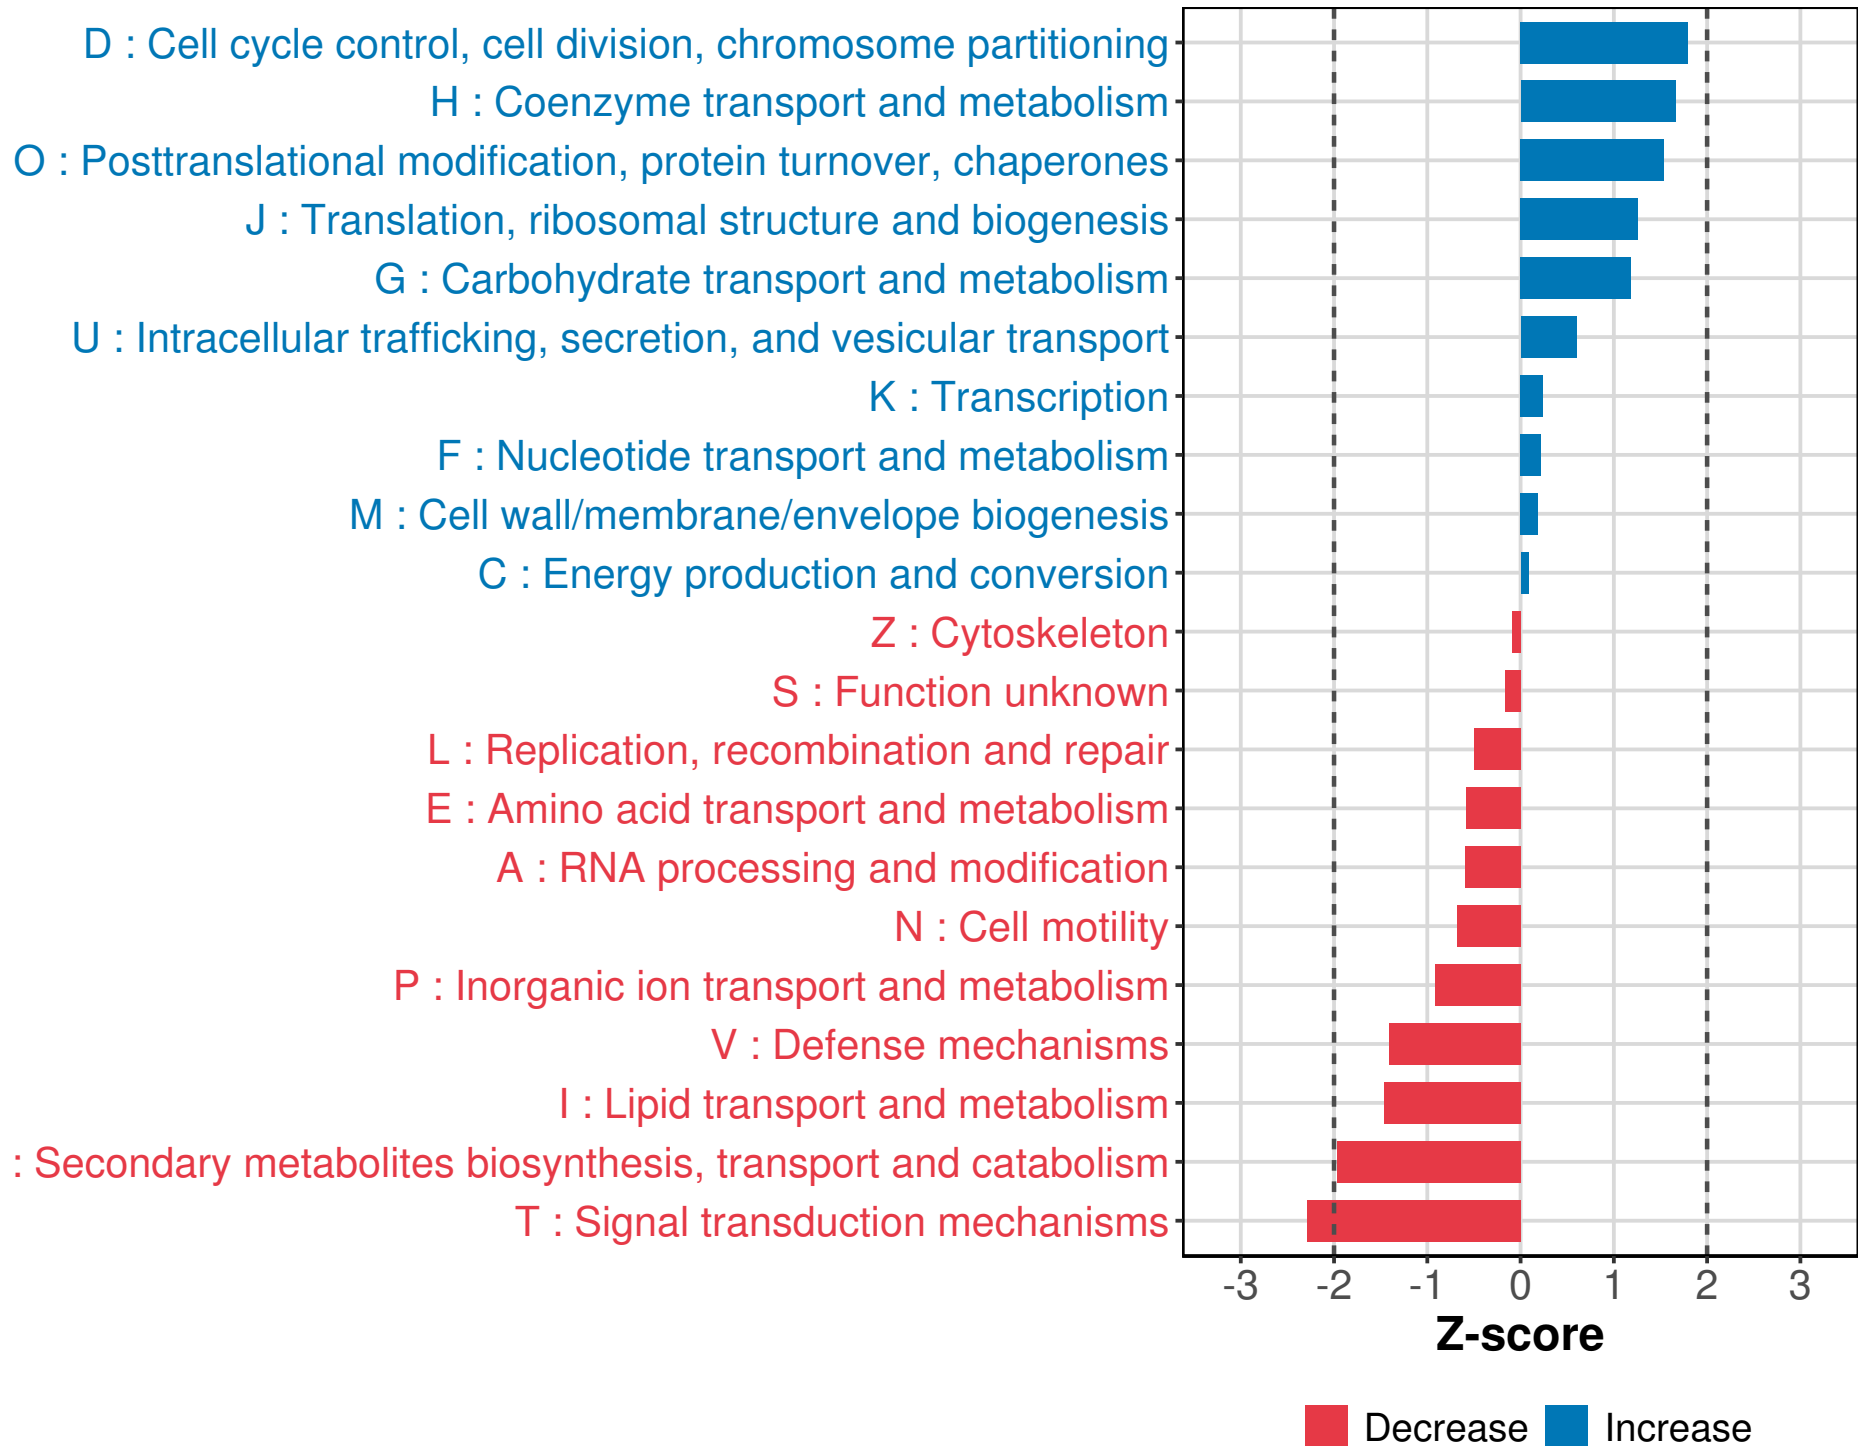 D : Cell cycle control, cell division, chromosome partitioning
H : Coenzyme transport and metabolism
O : Posttranslational modification, protein turnover, chaperones
J : Translation, ribosomal structure and biogenesis
G : Carbohydrate transport and metabolism
U : Intracellular trafficking, secretion, and vesicular transport
K : Transcription
F : Nucleotide transport and metabolism
M : Cell wall/membrane/envelope biogenesis
C : Energy production and conversion
Z : Cytoskeleton
S : Function unknown
L : Replication, recombination and repair
E : Amino acid transport and metabolism
A : RNA processing and modification
N : Cell motility
P : Inorganic ion transport and metabolism
V : Defense mechanisms
I : Lipid transport and metabolism
: Secondary metabolites biosynthesis, transport and catabolism
T : Signal transduction mechanisms
-3 -2 -1 0 1 2 3
Z-score
Decrease Increase